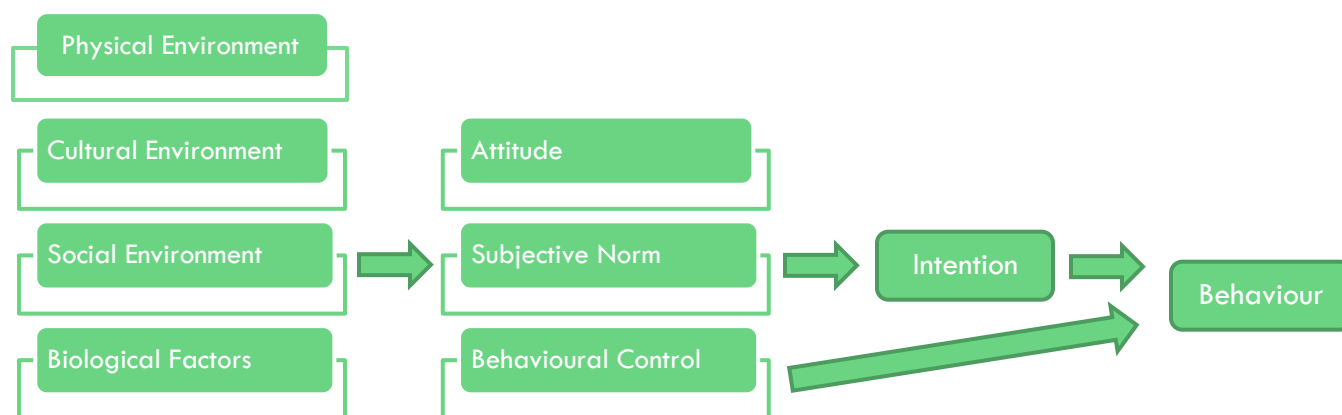 Physical Environment
Cultural Environment
Social Environment
Biological Factors
Attitude
Subjective Norm
Behavioural Control
Intention
Behaviour